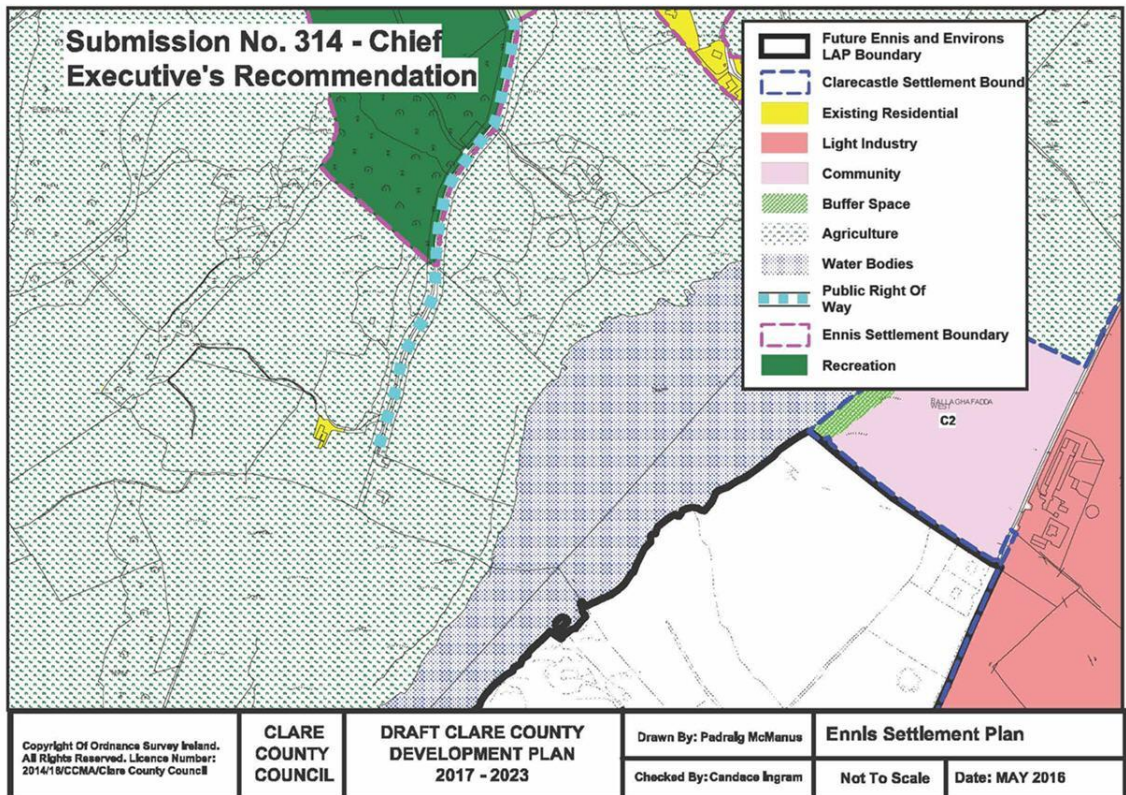 Submission No. 314 - Chief
Executive's Recommendation
Future Ennis and Environs
LAP Boundary
Clarecastle Settlement Bound
Existing Residential
Light Industry
Community
Buffer Space
Agriculture
Water Bodies
Public Right Of
Way
Ennis Settlement Boundary
Recreation
BALLAGHAFADDA
WEST
C2
Copyright Of Ordnance Survey Ireland.
All Rights Reserved. Licence Number:
2014/18/CCMA/Clare County Council
CLARE
COUNTY
COUNCIL
DRAFT CLARE COUNTY
DEVELOPMENT PLAN
2017 - 2023
Drawn By: Padraig McManus
Checked By: Candace Ingram
Ennis Settlement Plan
Not To Scale
Date: MAY 2016